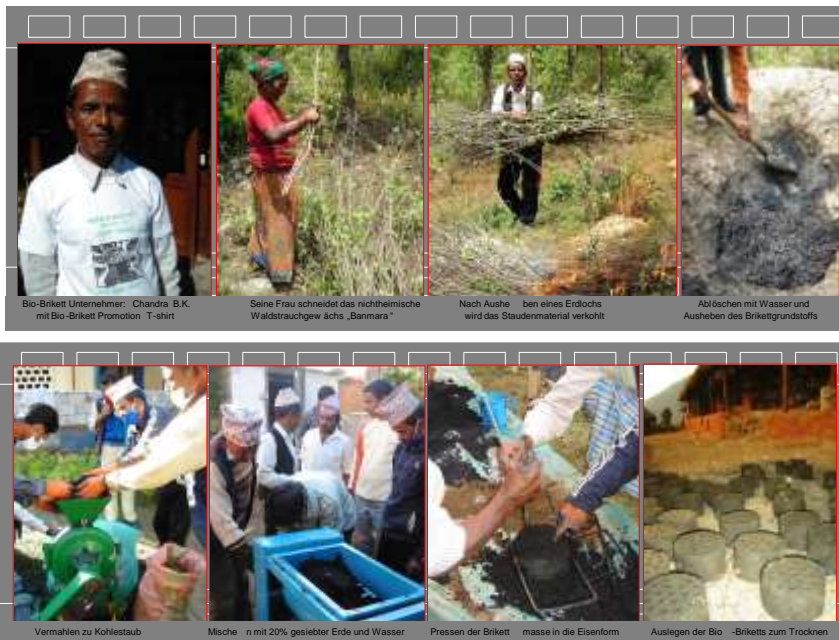 Bio-Brikett Unternehmer: Chandra B.K.
mit Bio-Brikett Promotion T-shirt
Seine Frau schneidet das nichtheimische
Waldstrauchgew ächs „Banmara“
Nach Aushe ben eines Erdlochs
wird das Staudenmaterial verkohlt
Ablöschen mit Wasser und
Ausheben des Brikettgrundstoffs
Vermahlen zu Kohlestaub
Mische n mit 20% gesiebter Erde und Wasser
Pressen der Brikett masse in die Eisenform
Auslegen der Bio -Briketts zum Trocknen